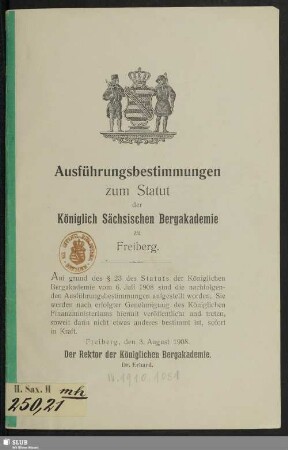 Ausführungsbestimmungen
zum Statut
der
Königlich Sächsischen Bergakademie
zu
Freiberg.
Auf grund des § 25 des Statuts der Königlichen
Bergakademie vom 6. Juli 1908 sind die nachfolgen-
den Ausführungsbestimmungen aufgestellt worden. Sie
werden nach erfolgter Genehmigung des Königlichen
Finanzministeriums hiermit veröffentlicht und treten,
soweit darin nicht etwas anderes bestimmt ist, sofort
in Kraft.
Freiberg, den 4. August 1908.
Der Rektor der Königlichen Bergakademie.
Dr. Erhard.
H. Sax. M mk
250,21